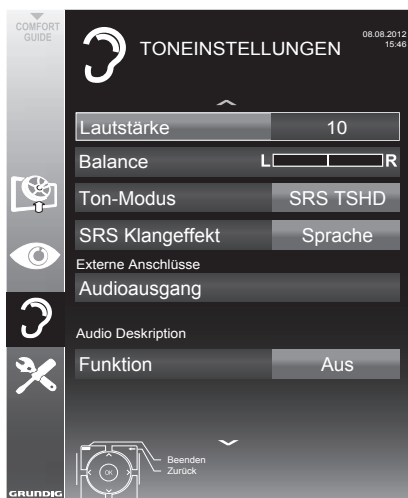 COMFORT
GUIDE
TONEINSTELLUNGEN
08.08.2012
15:46
Lautstärke 10
Balance L R
Ton-Modus SRS TSHD
SRS Klangeffekt Sprache
Externe Anschlüsse
Audioausgang
Audio Deskription
Funktion Aus
Beenden
Zurück
OK
GRUNDIG